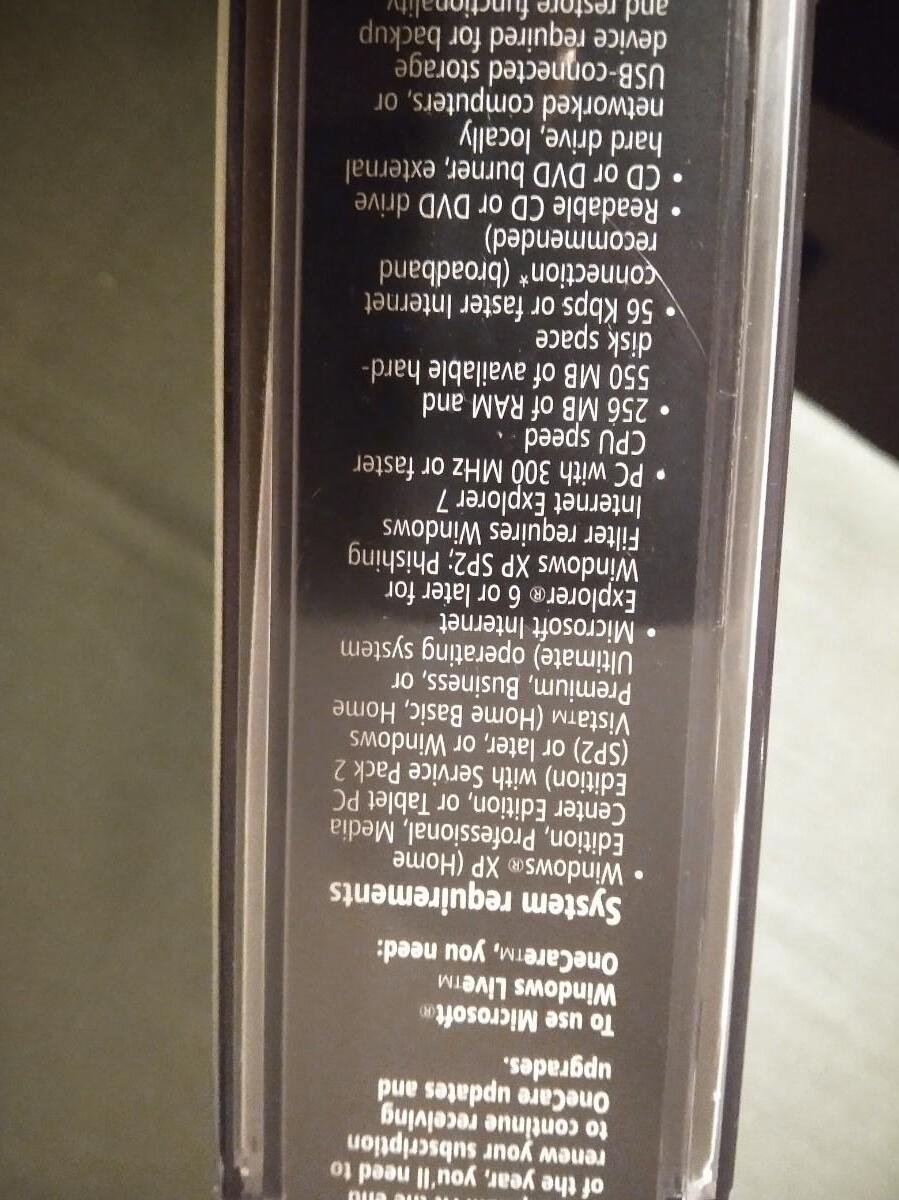 of the year, you'll need to
renew your subscription
to continue receiving
OneCare updates and
upgrades.
To use Microsoft®
Windows Live™
OneCare™, you need:
System requirements
• Windows® XP (Home
Edition, Professional, Media
Center Edition, or Tablet PC
Edition) with Service Pack 2
(SP2) or later, or Windows
Vista™ (Home Basic, Home
Premium, Business, or
Ultimate) operating system
• Microsoft Internet
Explorer® 6 or later for
Windows XP SP2; Phishing
Filter requires Windows
Internet Explorer 7
• PC with 300 MHz or faster
CPU speed
• 256 MB of RAM and
550 MB of available hard-
disk space
• 56 Kbps or faster Internet
connection* (broadband
recommended)
• Readable CD or DVD drive
• CD or DVD burner, external
hard drive, locally
networked computers, or
USB-connected storage
device required for backup
and restore functionality